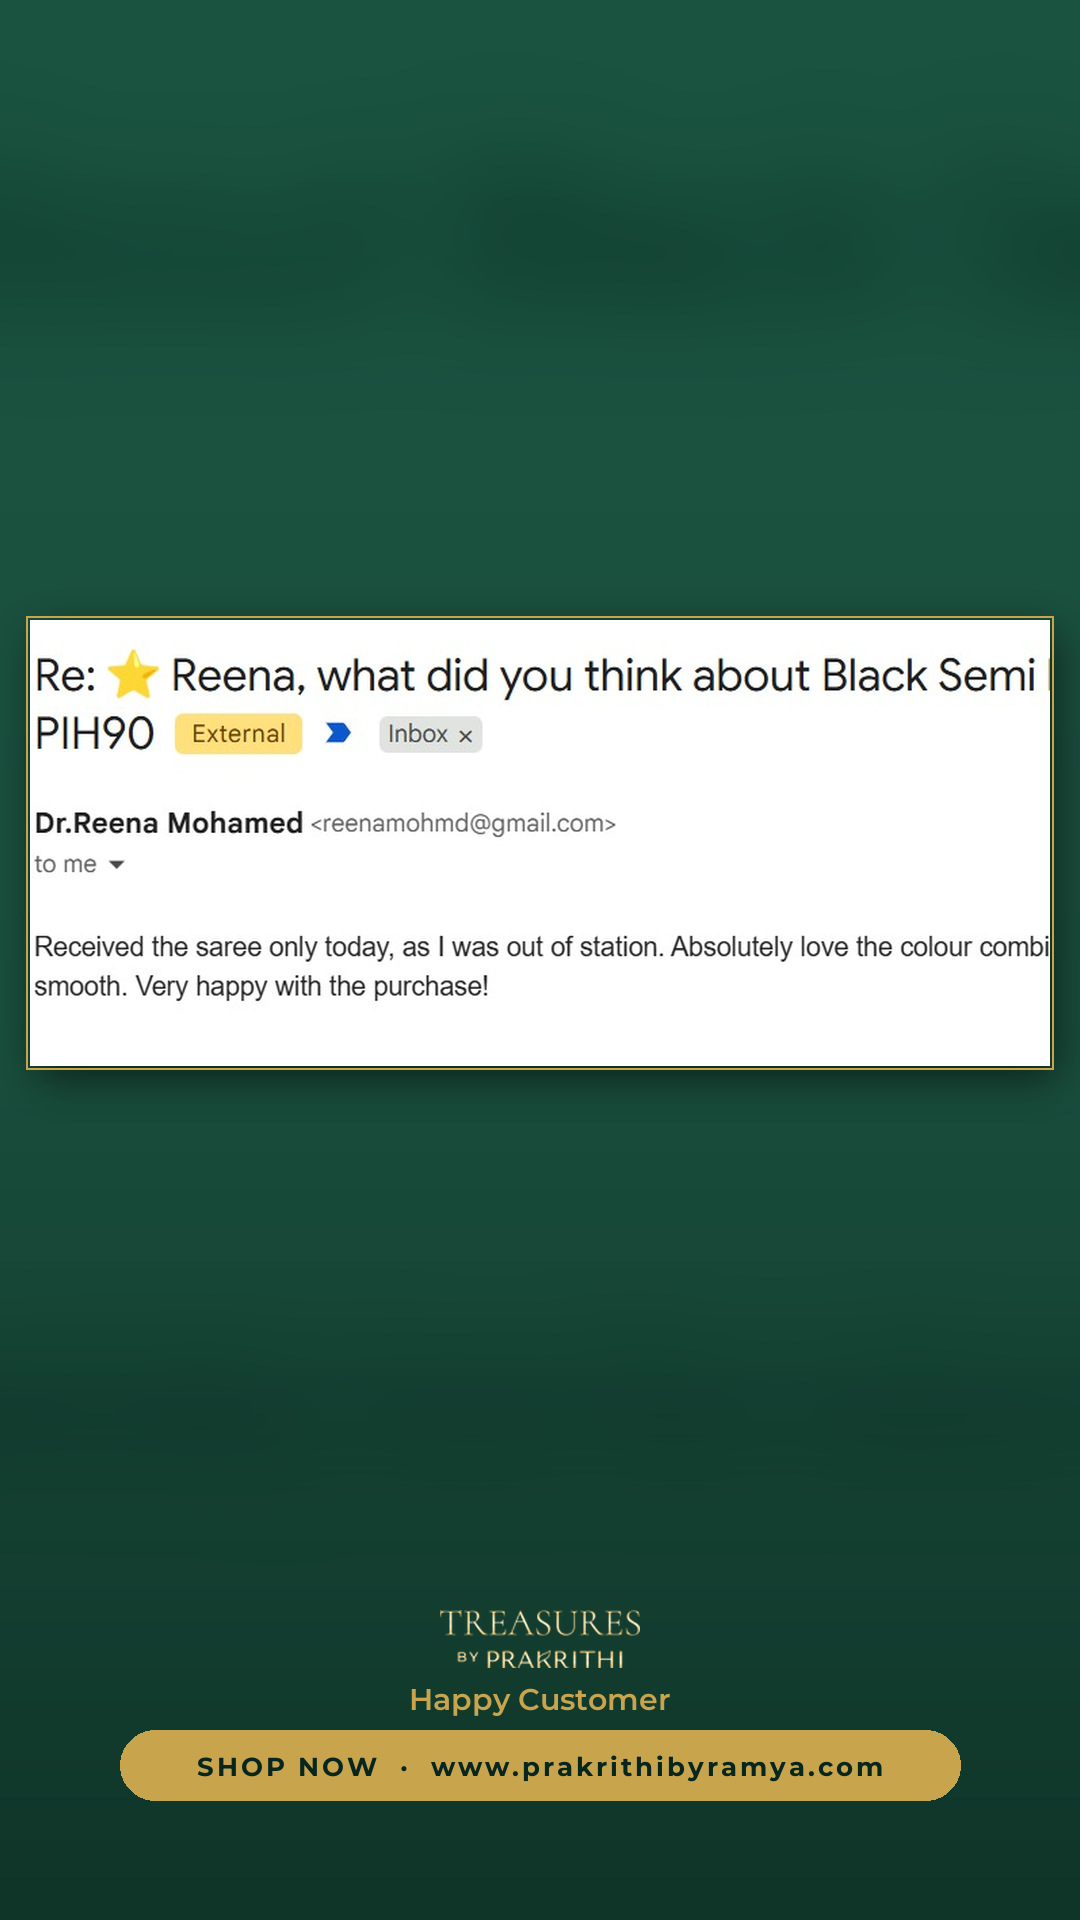 Re: ⭐ Reena, what did you think about Black Semi
PIH90 External Inbox ×
Dr.Reena Mohamed <reenamohmd@gmail.com>
to me
Received the saree only today, as I was out of station. Absolutely love the colour combi
smooth. Very happy with the purchase!
TREASURES
BY PRAKRITHI
Happy Customer
SHOP NOW · www.prakrithibyramya.com